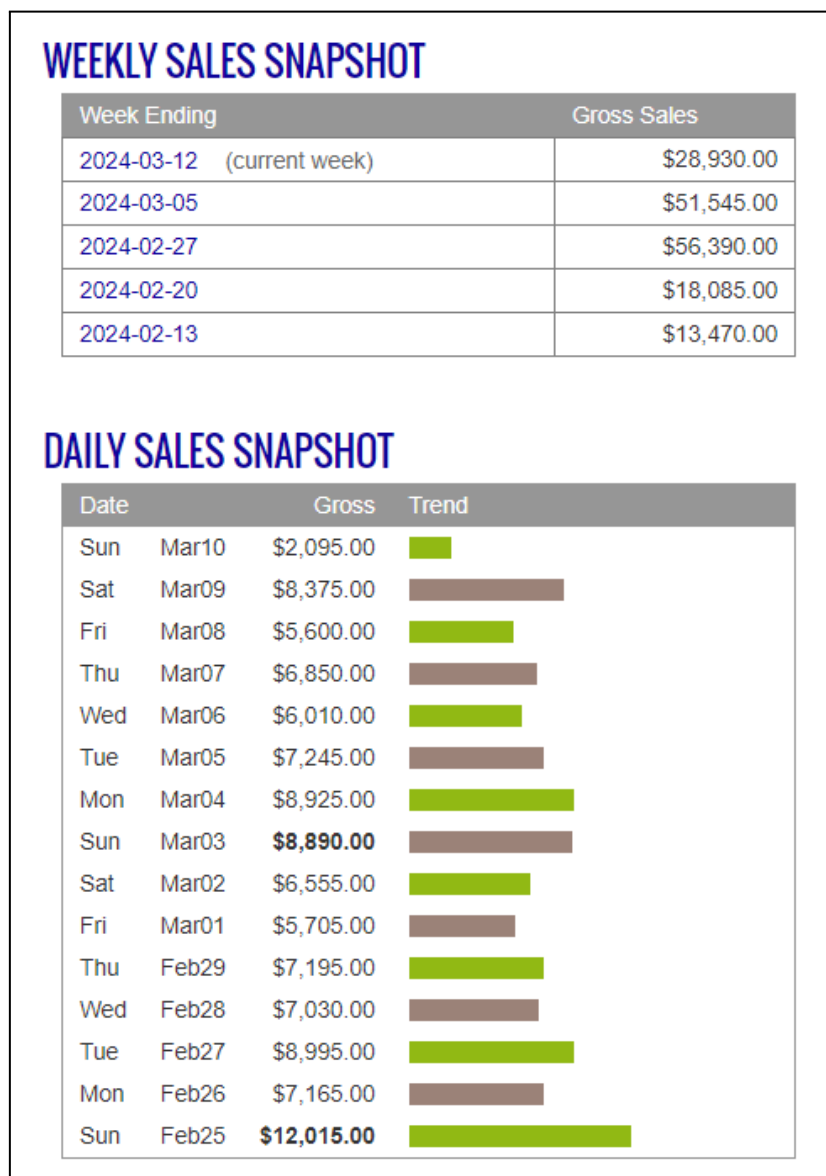 WEEKLY SALES SNAPSHOT
Week Ending Gross Sales
2024-03-12 (current week) $28,930.00
2024-03-05 $51,545.00
2024-02-27 $56,390.00
2024-02-20 $18,085.00
2024-02-13 $13,470.00
DAILY SALES SNAPSHOT
Date Gross Trend
Sun Mar10 $2,095.00
Sat Mar09 $8,375.00
Fri Mar08 $5,600.00
Thu Mar07 $6,850.00
Wed Mar06 $6,010.00
Tue Mar05 $7,245.00
Mon Mar04 $8,925.00
Sun Mar03 $8,890.00
Sat Mar02 $6,555.00
Fri Mar01 $5,705.00
Thu Feb29 $7,195.00
Wed Feb28 $7,030.00
Tue Feb27 $8,995.00
Mon Feb26 $7,165.00
Sun Feb25 $12,015.00